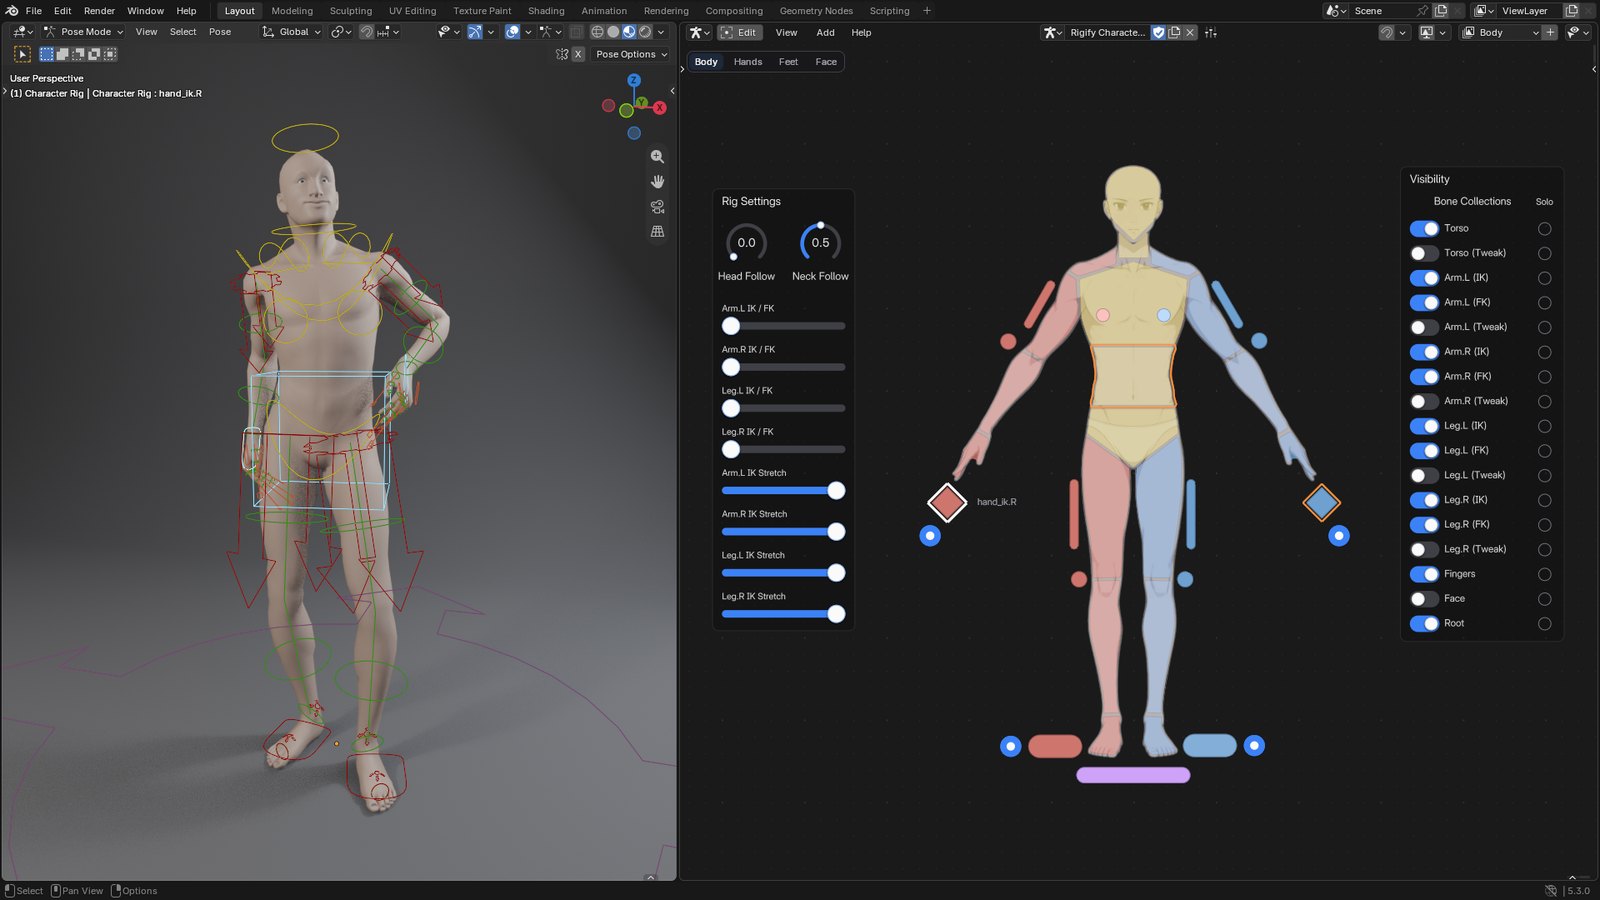 File Edit Render Window Help Layout Modeling Sculpting UV Editing Texture Paint Shading Animation Rendering Compositing Geometry Nodes Scripting + Scene ViewLayer
Pose Mode View Select Pose Global
X Pose Options
User Perspective
(1) Character Rig | Character Rig : hand_ik.R
Z
Y
X
Edit View Add Help Rigify Characte... Body
Body Hands Feet Face
Rig Settings
0.0 0.5
Head Follow Neck Follow
Arm.L IK / FK
Arm.R IK / FK
Leg.L IK / FK
Leg.R IK / FK
Arm.L IK Stretch
Arm.R IK Stretch
Leg.L IK Stretch
Leg.R IK Stretch
hand_ik.R
Visibility
Bone Collections Solo
Torso
Torso (Tweak)
Arm.L (IK)
Arm.L (FK)
Arm.L (Tweak)
Arm.R (IK)
Arm.R (FK)
Arm.R (Tweak)
Leg.L (IK)
Leg.L (FK)
Leg.L (Tweak)
Leg.R (IK)
Leg.R (FK)
Leg.R (Tweak)
Fingers
Face
Root
Select Pan View Options 5.3.0